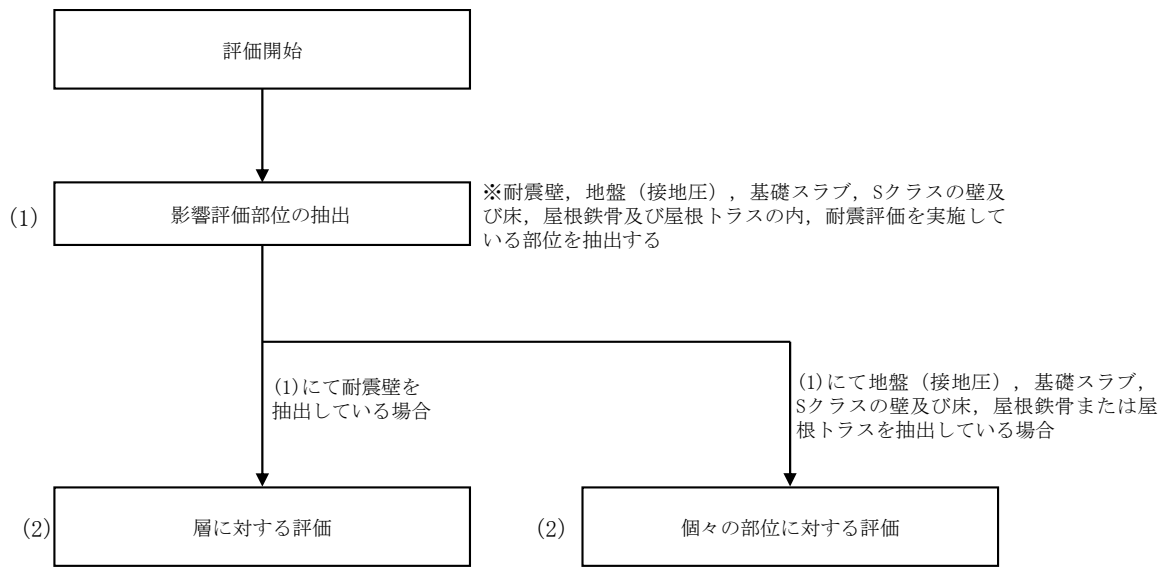 評価開始
(1)
影響評価部位の抽出
※耐震壁，地盤（接地圧），基礎スラブ，Sクラスの壁及
び床，屋根鉄骨及び屋根トラスの内，耐震評価を実施して
いる部位を抽出する
(1)にて耐震壁を
抽出している場合
(1)にて地盤（接地圧），基礎スラブ，
Sクラスの壁及び床，屋根鉄骨または屋
根トラスを抽出している場合
(2)
層に対する評価
(2)
個々の部位に対する評価